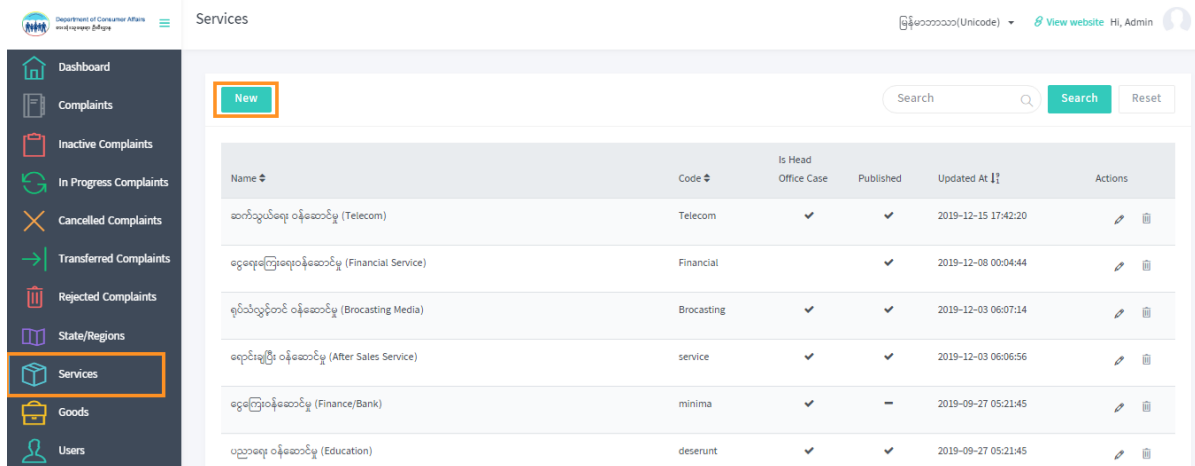 Department of Consumer Affairs
Services
မြန်မာဘာသာ(Unicode)
View website
Hi, Admin
Dashboard
Complaints
Inactive Complaints
In Progress Complaints
Cancelled Complaints
Transferred Complaints
Rejected Complaints
State/Regions
Services
Goods
Users
New
Search
Search
Reset
Name
Code
Is Head Office Case
Published
Updated At
Actions
ဆက်သွယ်ရေး ဝန်ဆောင်မှု (Telecom)
Telecom
2019-12-15 17:42:20
ငွေရေးကြေးရေးဝန်ဆောင်မှု (Financial Service)
Financial
2019-12-08 00:04:44
ရုပ်သံလွှင့်တင် ဝန်ဆောင်မှု (Brocasting Media)
Brocasting
2019-12-03 06:07:14
ရောင်းချပြီး ဝန်ဆောင်မှု (After Sales Service)
service
2019-12-03 06:06:56
ငွေကြေးဝန်ဆောင်မှု (Finance/Bank)
minima
2019-09-27 05:21:45
ပညာရေး ဝန်ဆောင်မှု (Education)
deserunt
2019-09-27 05:21:45